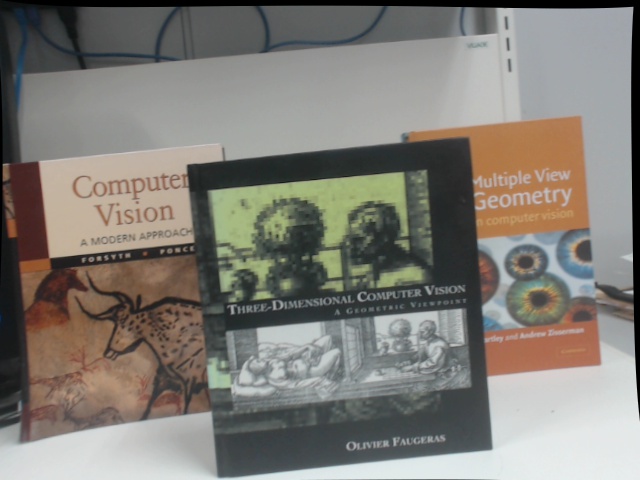 Computer
Vision
A MODERN APPROACH
FORSYTH PONCE
THREE-DIMENSIONAL COMPUTER VISION
A GEOMETRIC VIEWPOINT
OLIVIER FAUGERAS
Multiple View
Geometry
in computer vision
and Andrew Zisserman